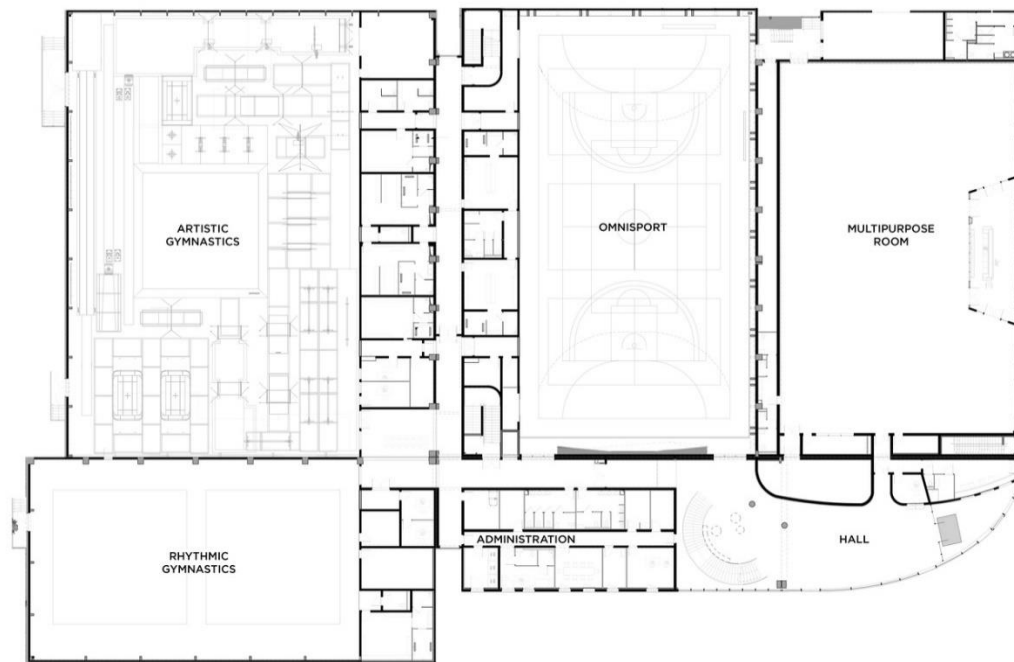 ARTISTIC
GYMNASTICS
OMNISPORT
MULTIPURPOSE
ROOM
RHYTHMIC
GYMNASTICS
ADMINISTRATION
HALL